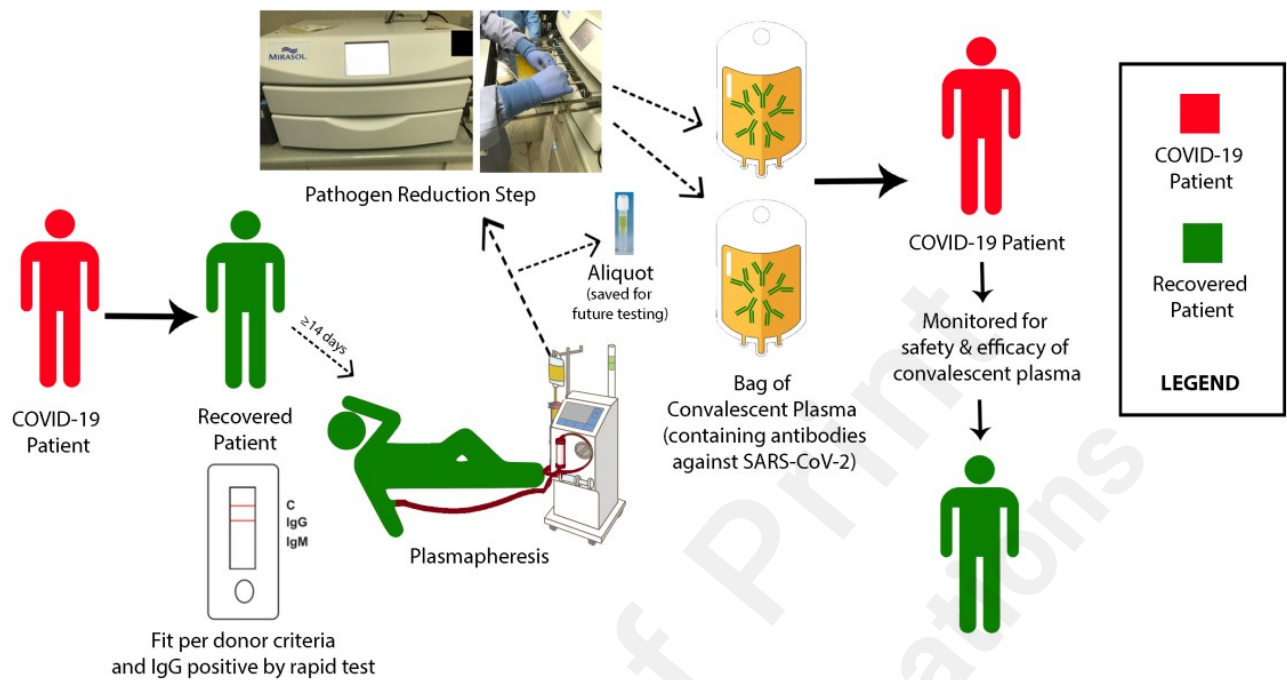 MIRASOL
Pathogen Reduction Step
COVID-19
Patient
Recovered
Patient
≥14 days
C
IgG
IgM
Fit per donor criteria
and IgG positive by rapid test
Plasmapheresis
Aliquot
(saved for
future testing)
Bag of
Convalescent Plasma
(containing antibodies
against SARS-CoV-2)
COVID-19 Patient
Monitored for
safety & efficacy of
convalescent plasma
COVID-19
Patient
Recovered
Patient
LEGEND
f Print
ations